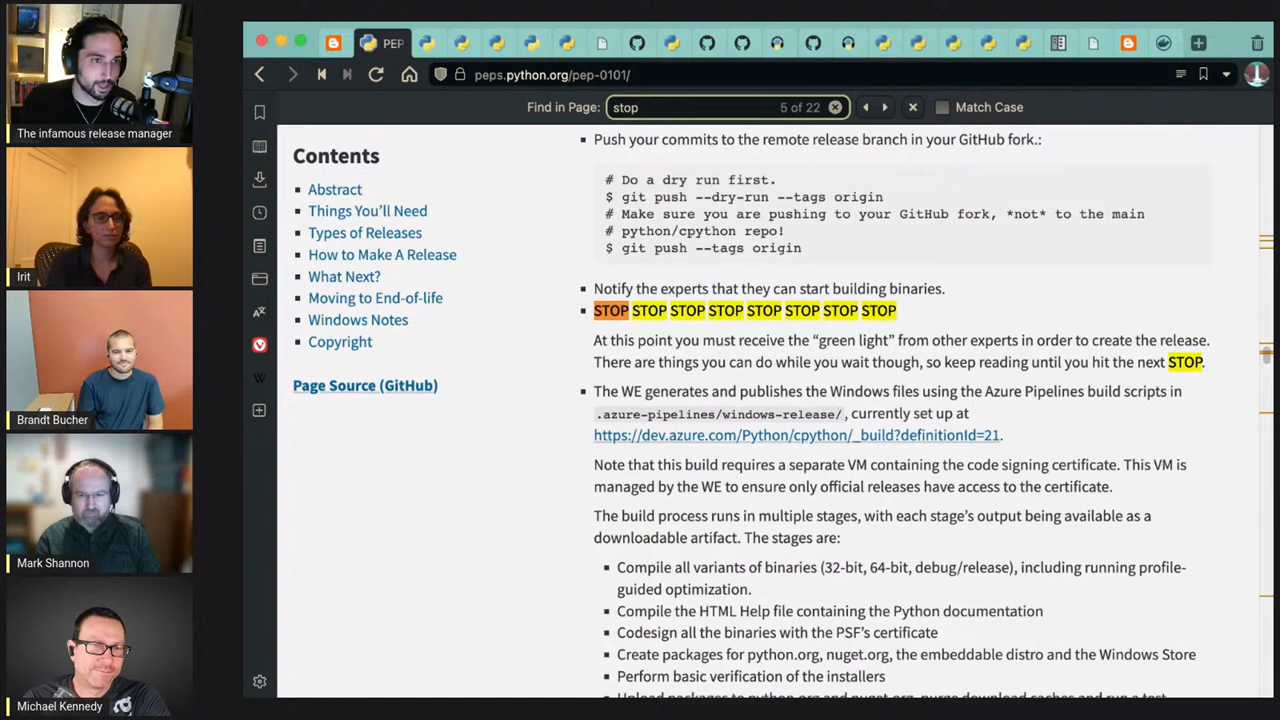 The infamous release manager
Irit
Brandt Bucher
Mark Shannon
Michael Kennedy
PEP
peps.python.org/pep-0101/
Find in Page:
stop
5 of 22
Match Case
Contents
Abstract
Things You’ll Need
Types of Releases
How to Make A Release
What Next?
Moving to End-of-life
Windows Notes
Copyright
Page Source (GitHub)
Push your commits to the remote release branch in your GitHub fork.:
# Do a dry run first.
$ git push --dry-run --tags origin
# Make sure you are pushing to your GitHub fork, *not* to the main
# python/cpython repo!
$ git push --tags origin
Notify the experts that they can start building binaries.
STOP STOP STOP STOP STOP STOP STOP STOP
At this point you must receive the “green light” from other experts in order to create the release.
There are things you can do while you wait though, so keep reading until you hit the next STOP.
The WE generates and publishes the Windows files using the Azure Pipelines build scripts in
.azure-pipelines/windows-release/, currently set up at
https://dev.azure.com/Python/cpython/_build?definitionId=21.
Note that this build requires a separate VM containing the code signing certificate. This VM is
managed by the WE to ensure only official releases have access to the certificate.
The build process runs in multiple stages, with each stage’s output being available as a
downloadable artifact. The stages are:
Compile all variants of binaries (32-bit, 64-bit, debug/release), including running profile-
guided optimization.
Compile the HTML Help file containing the Python documentation
Codesign all the binaries with the PSF’s certificate
Create packages for python.org, nuget.org, the embeddable distro and the Windows Store
Perform basic verification of the installers
Upload packages to python.org and nuget.org, purge download caches and run a test